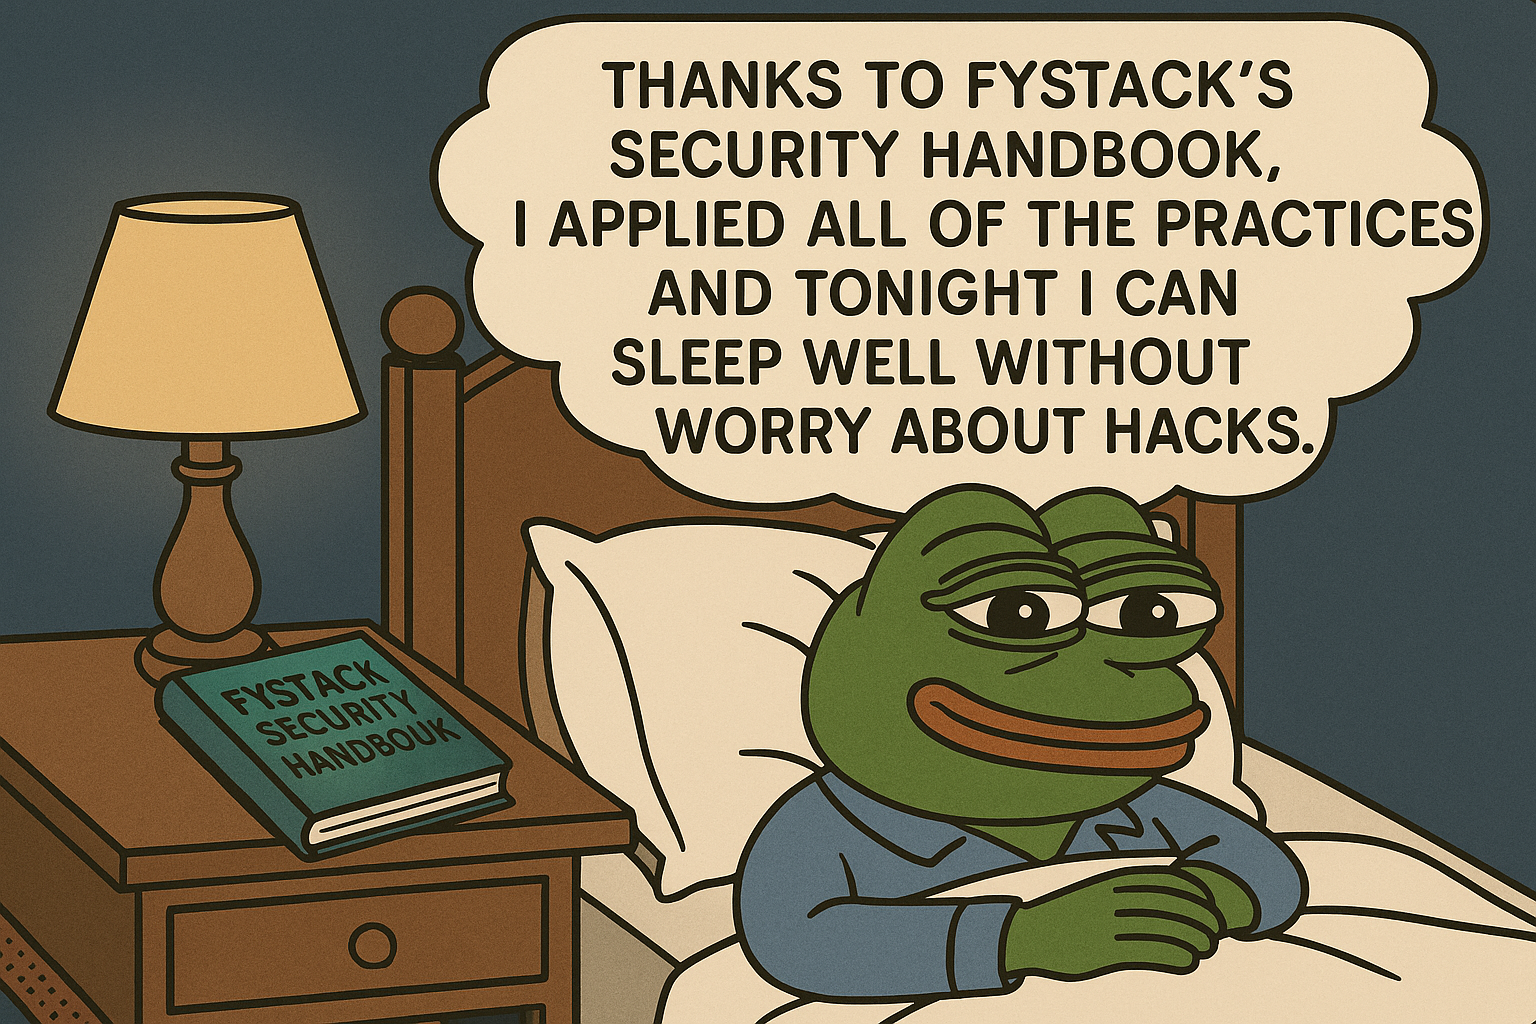 THANKS TO FYSTACK'S
SECURITY HANDBOOK,
I APPLIED ALL OF THE PRACTICES
AND TONIGHT I CAN
SLEEP WELL WITHOUT
WORRY ABOUT HACKS.
FYSTACK
SECURITY
HANDBOUK